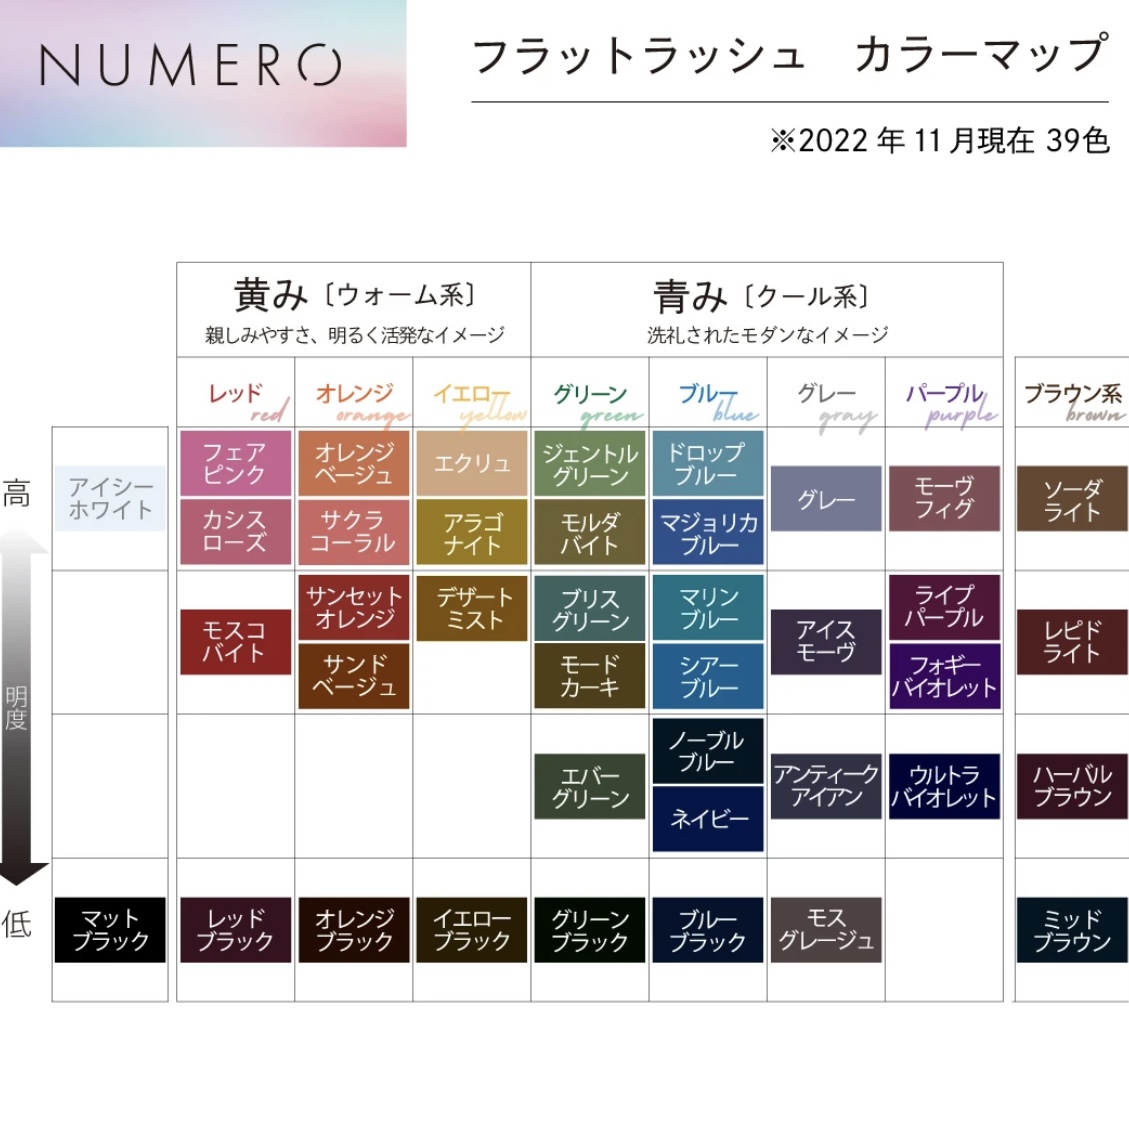 NUMERO
フラットラッシュ　カラーマップ
※2022 年 11 月現在 39色
黄み〔ウォーム系〕
親しみやすさ、明るく活発なイメージ
青み〔クール系〕
洗礼されたモダンなイメージ
レッド
red
オレンジ
orange
イエロー
yellow
グリーン
green
ブルー
blue
グレー
gray
パープル
purple
ブラウン系
brown
高
明度
低
アイシー
ホワイト
フェア
ピンク
カシス
ローズ
オレンジ
ベージュ
サクラ
コーラル
エクリュ
アラゴ
ナイト
ジェントル
グリーン
モルダ
バイト
ドロップ
ブルー
マジョリカ
ブルー
グレー
モーヴ
フィグ
ソーダ
ライト
モスコ
バイト
サンセット
オレンジ
サンド
ベージュ
デザート
ミスト
ブリス
グリーン
モード
カーキ
マリン
ブルー
シアー
ブルー
アイス
モーヴ
ライプ
パープル
フォギー
バイオレット
レピド
ライト
エバー
グリーン
ノーブル
ブルー
ネイビー
アンティーク
アイアン
ウルトラ
バイオレット
ハーバル
ブラウン
マット
ブラック
レッド
ブラック
オレンジ
ブラック
イエロー
ブラック
グリーン
ブラック
ブルー
ブラック
モス
グレージュ
ミッド
ブラウン